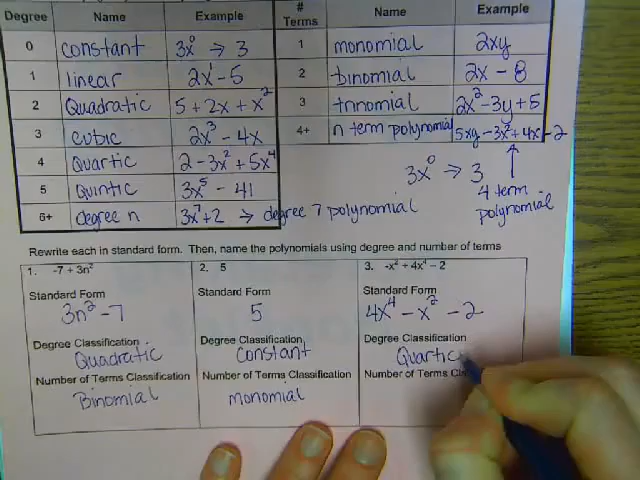 Degree Name Example # Terms Name Example
0 constant 3x⁰ → 3 1 monomial 2xy
1 linear 2x¹ - 5 2 binomial 2x - 8
2 Quadratic 5 + 2x + x² 3 trinomial 2x² - 3y + 5
3 cubic 2x³ - 4x 4+ n term polynomial 5xy - 3x² + 4x - 2
4 Quartic 2 - 3x² + 5x⁴ 3x⁰ → 3 4 term polynomial
5 Quintic 3x⁵ - 41
6+ degree n 3x⁷ + 2 → degree 7 polynomial
Rewrite each in standard form. Then, name the polynomials using degree and number of terms
1. -7 + 3n² 2. 5 3. -x² + 4x⁴ - 2
Standard Form Standard Form Standard Form
3n² - 7 5 4x⁴ - x² - 2
Degree Classification Degree Classification Degree Classification
Quadratic Constant Quartic
Number of Terms Classification Number of Terms Classification Number of Terms
Binomial monomial